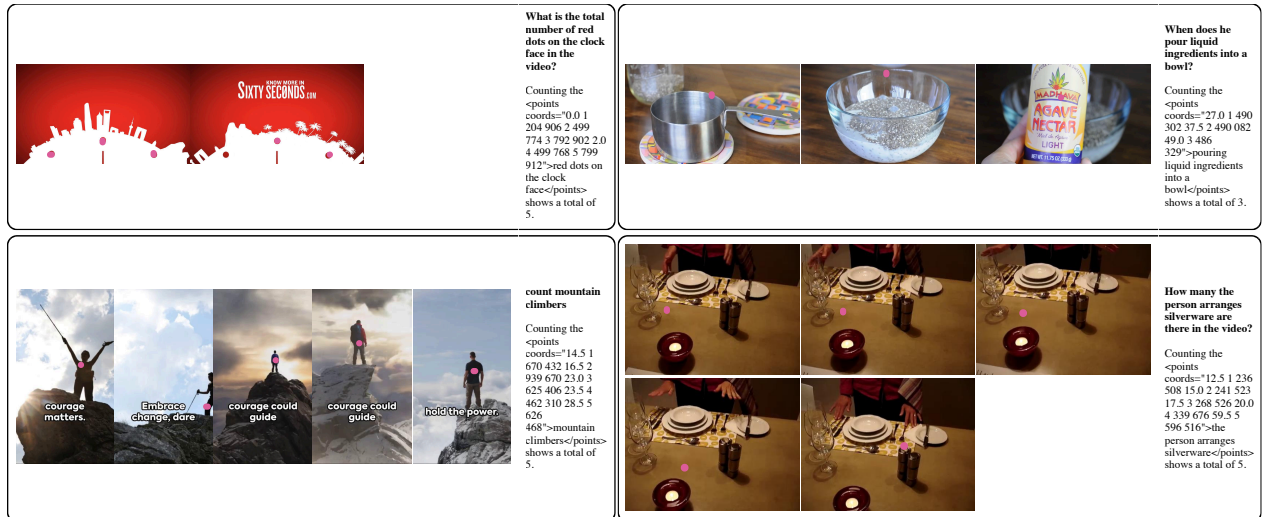 What is the total
number of red
dots on the clock
face in the
video?
Counting the
<points
coords="0.0 1
204 906 2 499
774 3 792 902 2.0
4 499 768 5 799
912">red dots on
the clock
face</points>
shows a total of
5.
KNOW MORE IN
SIXTY SECONDS.COM
When does he
pour liquid
ingredients into a
bowl?
Counting the
<points
coords="27.0 1 490
302 37.5 2 490 082
49.0 3 486
329">pouring
liquid ingredients
into a
bowl</points>
shows a total of 3.
MADHAVA
AGAVE
NECTAR
LIGHT
NET WT. 11.75 OZ (333g)
count mountain
climbers
Counting the
<points
coords="14.5 1
670 432 16.5 2
939 670 23.0 3
625 406 23.5 4
462 310 28.5 5
626
468">mountain
climbers</points>
shows a total of
5.
courage
matters.
Embrace
change, dare
courage could
guide
courage could
guide
hold the power.
How many the
person arranges
silverware are
there in the video?
Counting the
<points
coords="12.5 1 236
508 15.0 2 241 523
17.5 3 268 526 20.0
4 339 676 59.5 5
596 516">the
person arranges
silverware</points>
shows a total of 5.